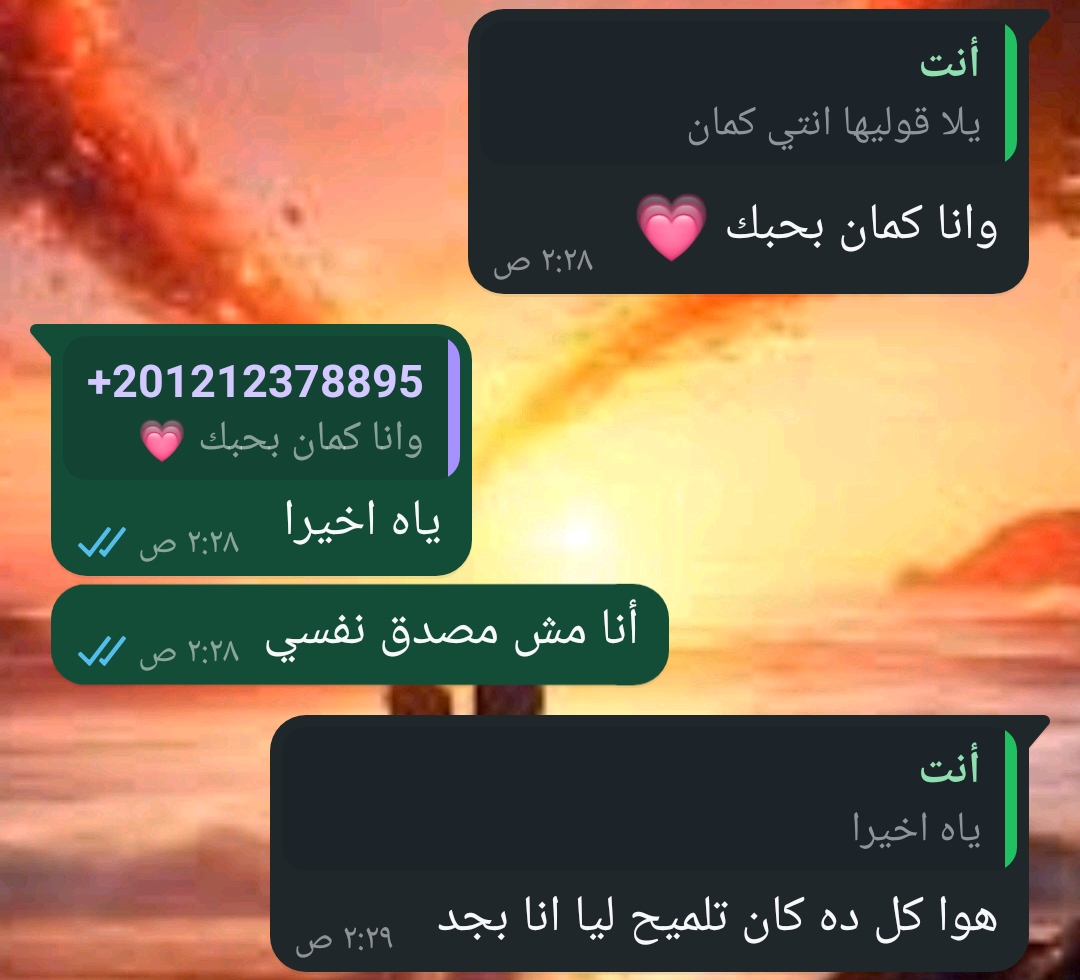 أنت
يلا قوليها انتي كمان
وانا كمان بحبك 💗
٢:٢٨ ص
+201212378895
وانا كمان بحبك 💗
ياه اخيرا
٢:٢٨ ص
أنا مش مصدق نفسي
٢:٢٨ ص
أنت
ياه اخيرا
هوا كل ده كان تلميح ليا انا بجد
٢:٢٩ ص